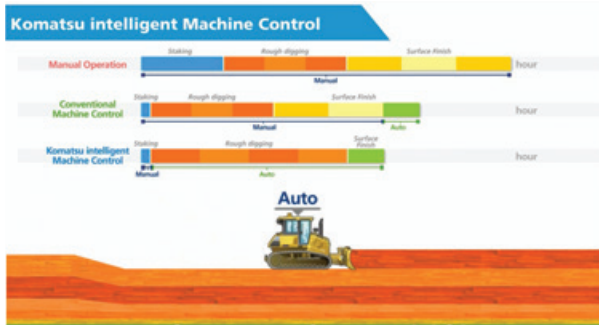 Komatsu intelligent Machine Control
Staking Rough digging Surface Finish
Manual Operation hour
Manual
Staking Rough digging Surface Finish
Conventional
Machine Control hour
Manual Auto
Staking Rough digging Surface
Finish
Komatsu intelligent
Machine Control hour
Manual Auto
Auto